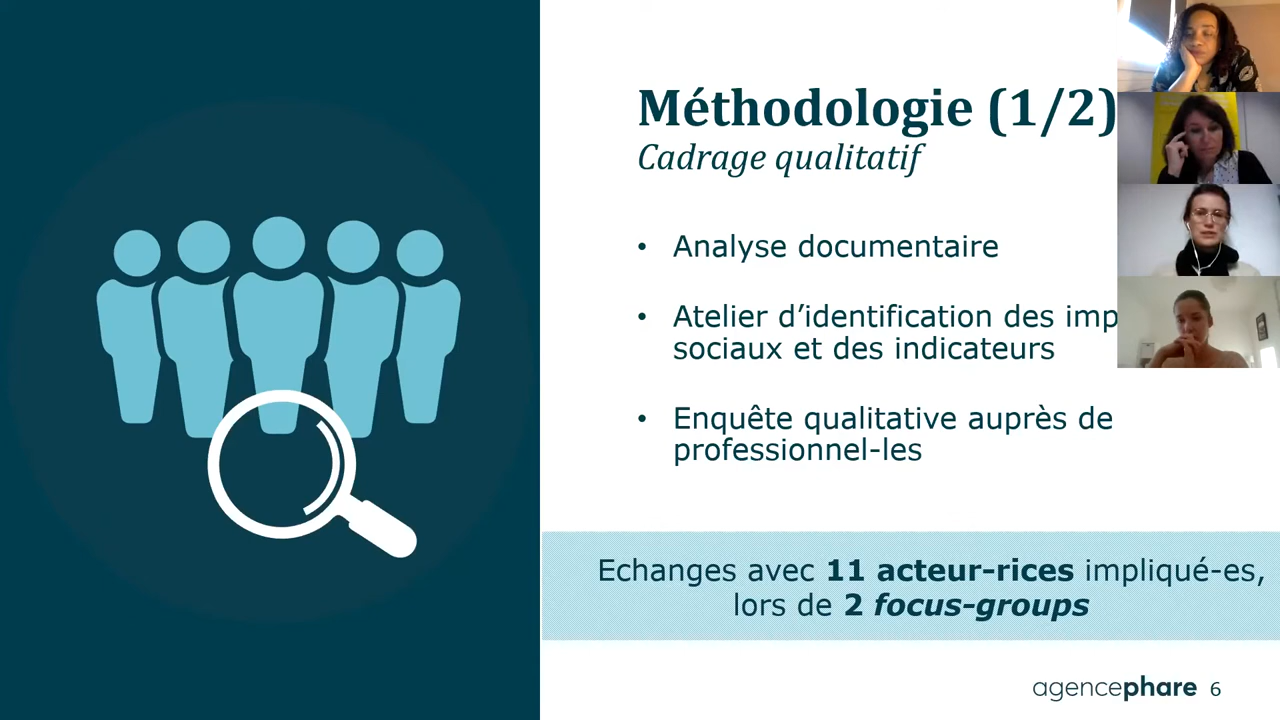 Méthodologie (1/2)
Cadrage qualitatif
• Analyse documentaire
• Atelier d’identification des
sociaux et des indicateurs
• Enquête qualitative auprès de
professionnel-les
Echanges avec 11 acteur-rices impliqué-es,
lors de 2 focus-groups
agencephare 6